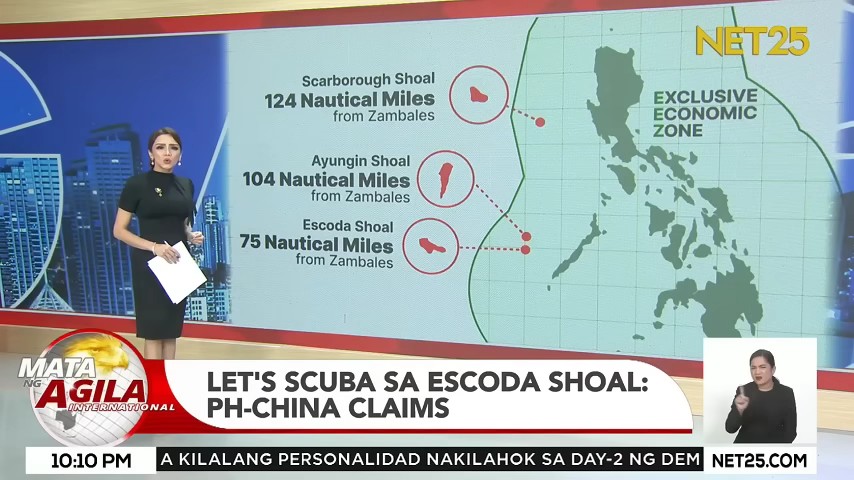 NET25
Scarborough Shoal
124 Nautical Miles
from Zambales
EXCLUSIVE
ECONOMIC
ZONE
Ayungin Shoal
104 Nautical Miles
from Zambales
Escoda Shoal
75 Nautical Miles
from Zambales
MATA
NG
AGILA
INTERNATIONAL
LET'S SCUBA SA ESCODA SHOAL:
PH-CHINA CLAIMS
10:10 PM
A KILALANG PERSONALIDAD NAKILAHOK SA DAY-2 NG DEM
NET25.COM